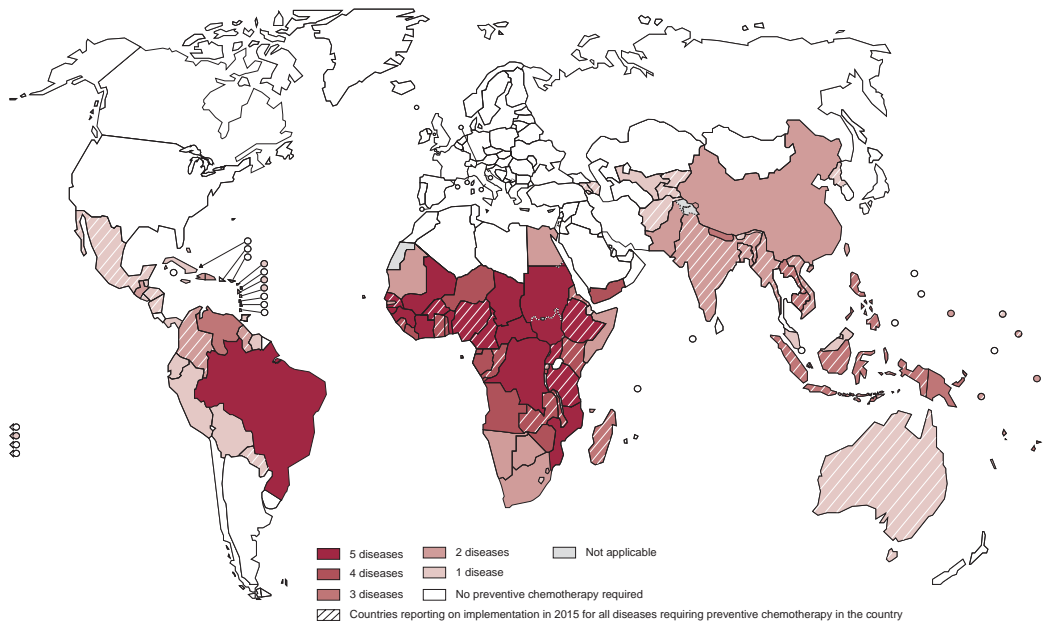 5 diseases
4 diseases
3 diseases
2 diseases
1 disease
No preventive chemotherapy required
Not applicable
Countries reporting on implementation in 2015 for all diseases requiring preventive chemotherapy in the country